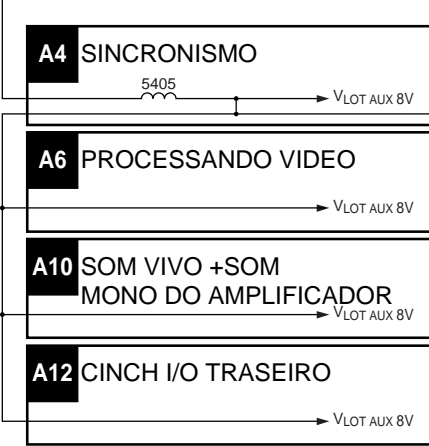 A4 SINCRONISMO
5405
VLOT AUX 8V
A6 PROCESSANDO VIDEO
VLOT AUX 8V
A10 SOM VIVO +SOM
MONO DO AMPLIFICADOR
VLOT AUX 8V
A12 CINCH I/O TRASEIRO
VLOT AUX 8V